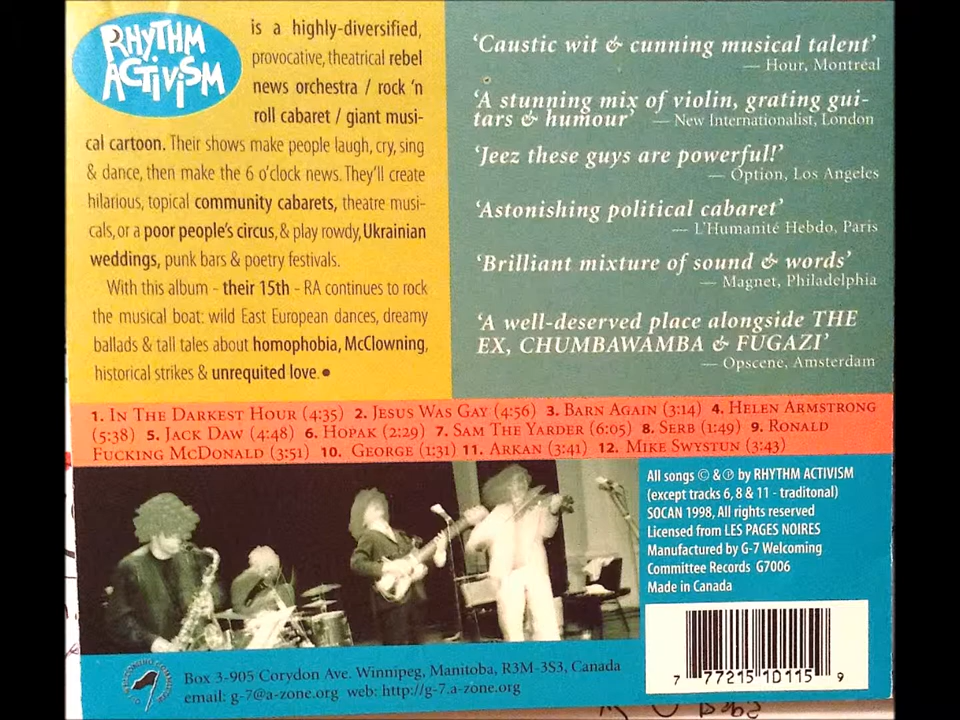 RHYTHM
ACTIVISM
is a highly-diversified,
provocative, theatrical rebel
news orchestra / rock 'n
roll cabaret / giant musi-
cal cartoon. Their shows make people laugh, cry, sing
& dance, then make the 6 o'clock news. They'll create
hilarious, topical community cabarets, theatre musi-
cals, or a poor people's circus, & play rowdy, Ukrainian
weddings, punk bars & poetry festivals.
With this album - their 15th - RA continues to rock
the musical boat: wild East European dances, dreamy
ballads & tall tales about homophobia, McClowning,
historical strikes & unrequited love.●
'Caustic wit & cunning musical talent'
— Hour, Montréal
'A stunning mix of violin, grating gui-
tars & humour' — New Internationalist, London
'Jeez these guys are powerful!'
— Option, Los Angeles
'Astonishing political cabaret'
— L'Humanité Hebdo, Paris
'Brilliant mixture of sound & words'
— Magnet, Philadelphia
'A well-deserved place alongside THE
EX, CHUMBAWAMBA & FUGAZI'
— Opscene, Amsterdam
1. In The Darkest Hour (4:35) 2. Jesus Was Gay (4:56) 3. Barn Again (3:14) 4. Helen Armstrong
(5:38) 5. Jack Daw (4:48) 6. Hopak (2:29) 7. Sam The Yarder (6:05) 8. Serb (1:49) 9. Ronald
Fucking McDonald (3:51) 10. George (1:31) 11. Arkan (3:41) 12. Mike Swystun (3:43)
All songs © & ℗ by RHYTHM ACTIVISM
(except tracks 6, 8 & 11 - traditonal)
SOCAN 1998, All rights reserved
Licensed from LES PAGES NOIRES
Manufactured by G-7 Welcoming
Committee Records G7006
Made in Canada
Box 3-905 Corydon Ave. Winnipeg, Manitoba, R3M-3S3, Canada
email: g-7@a-zone.org web: http://g-7.a-zone.org
7 77215 10115 9